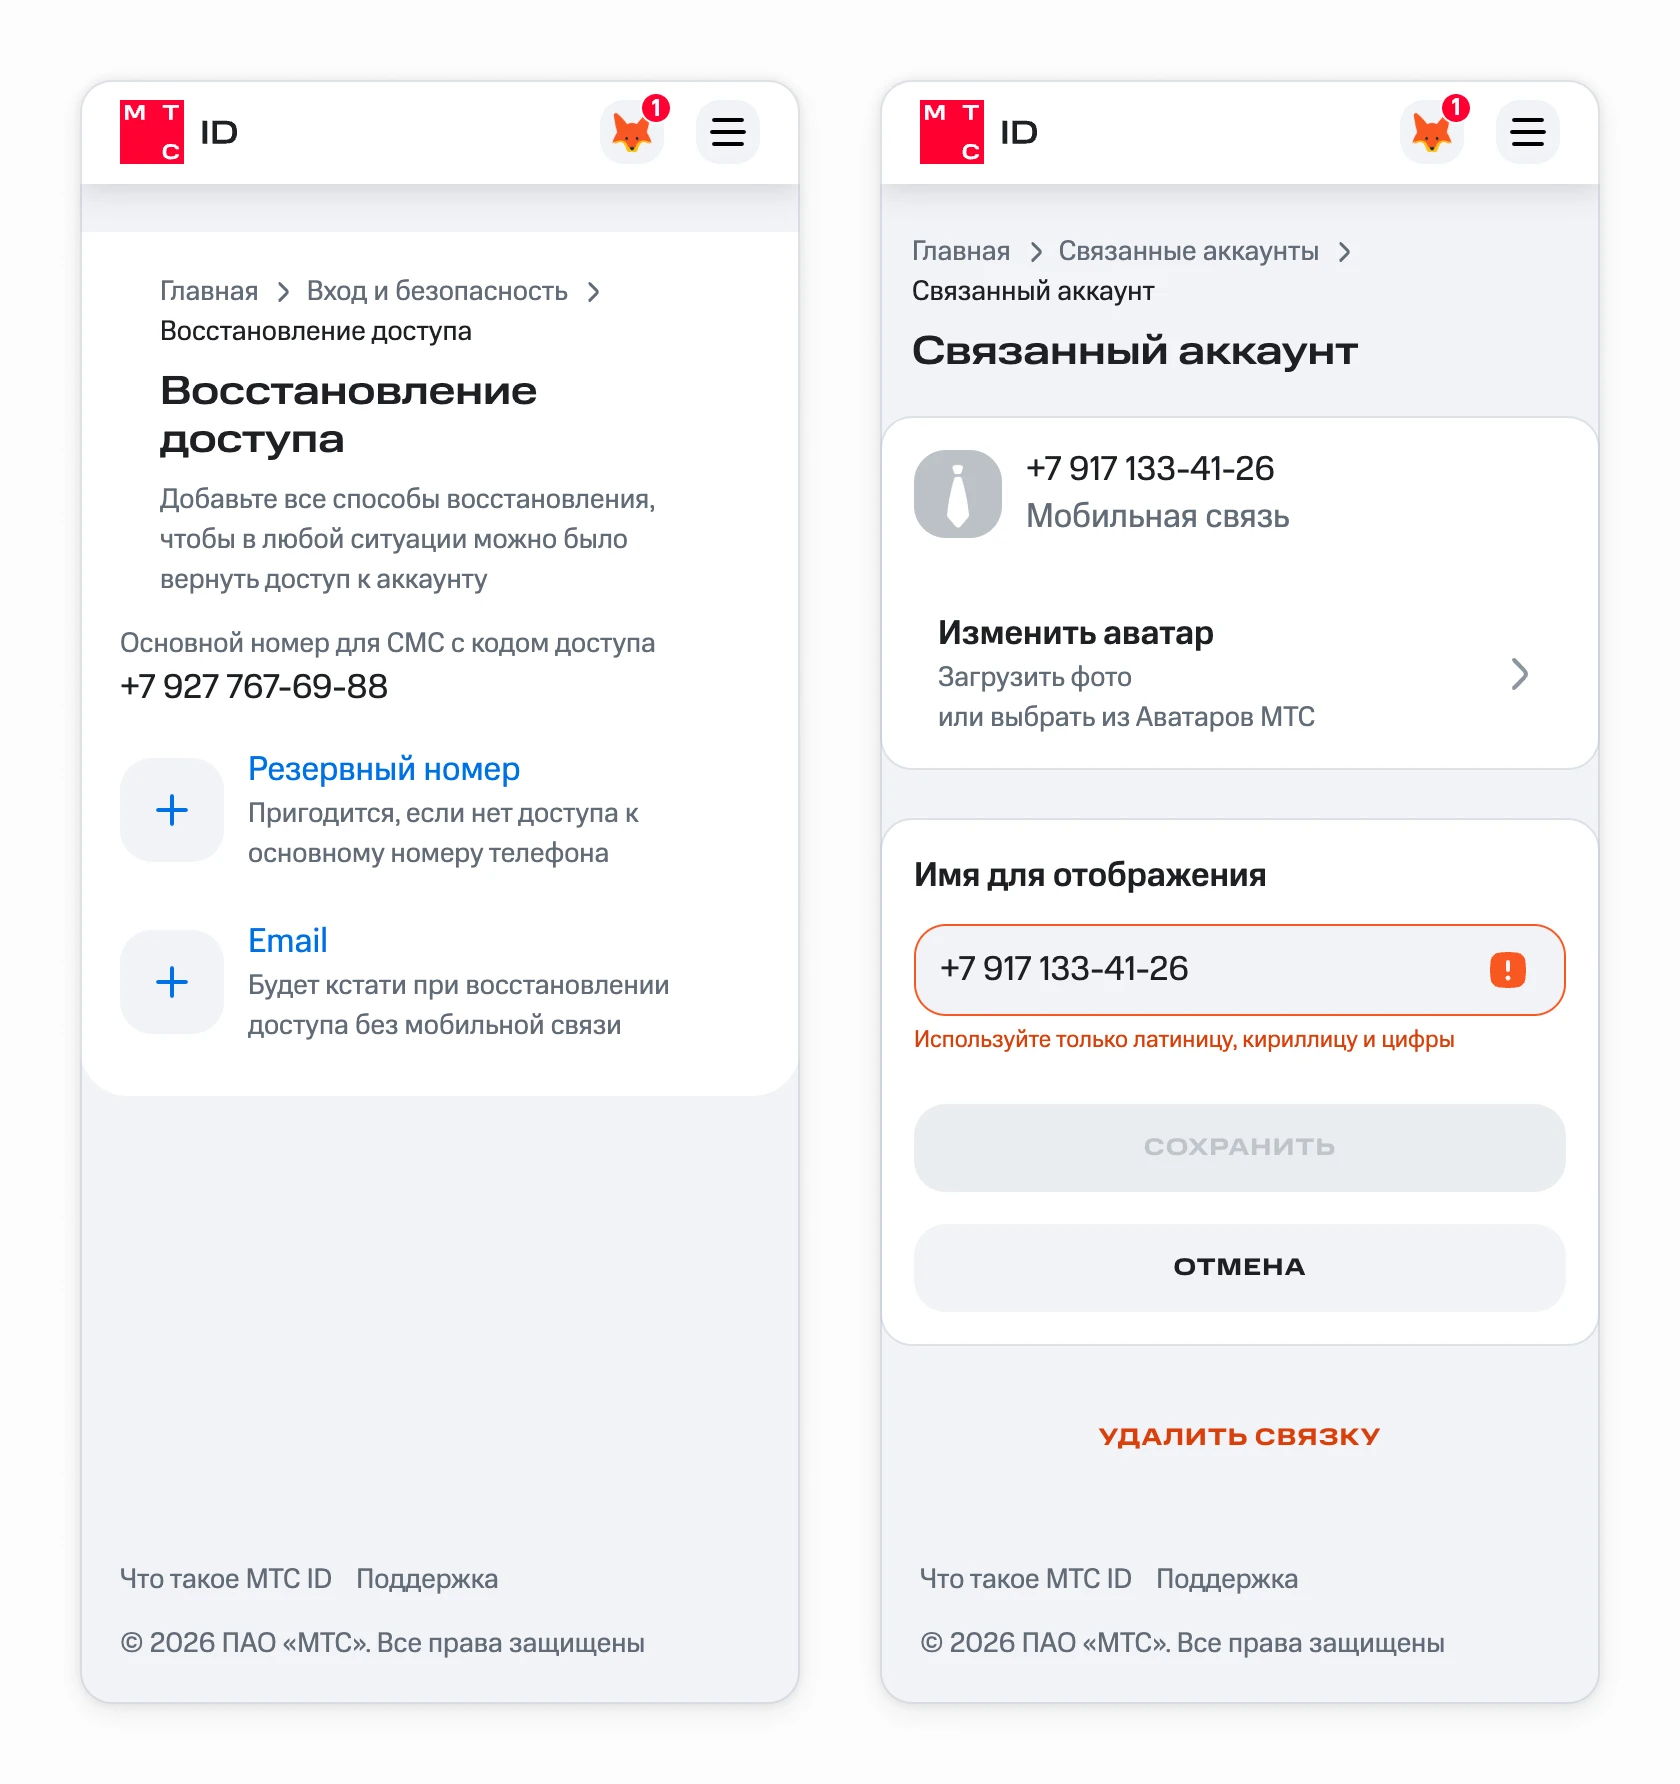 МТС ID
1
Главная > Вход и безопасность >
Восстановление доступа
Восстановление
доступа
Добавьте все способы восстановления,
чтобы в любой ситуации можно было
вернуть доступ к аккаунту
Основной номер для СМС с кодом доступа
+7 927 767-69-88
Резервный номер
Пригодится, если нет доступа к
основному номеру телефона
Email
Будет кстати при восстановлении
доступа без мобильной связи
Что такое МТС ID Поддержка
© 2026 ПАО «МТС». Все права защищены
МТС ID
1
Главная > Связанные аккаунты >
Связанный аккаунт
Связанный аккаунт
+7 917 133-41-26
Мобильная связь
Изменить аватар
Загрузить фото
или выбрать из Аватаров МТС
Имя для отображения
+7 917 133-41-26
Используйте только латиницу, кириллицу и цифры
СОХРАНИТЬ
ОТМЕНА
УДАЛИТЬ СВЯЗКУ
Что такое МТС ID Поддержка
© 2026 ПАО «МТС». Все права защищены